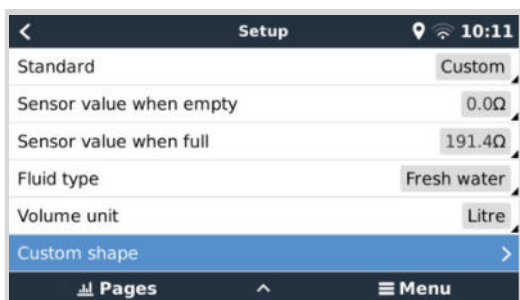 Setup 10:11
Standard Custom
Sensor value when empty 0.0Ω
Sensor value when full 191.4Ω
Fluid type Fresh water
Volume unit Litre
Custom shape
Pages Menu